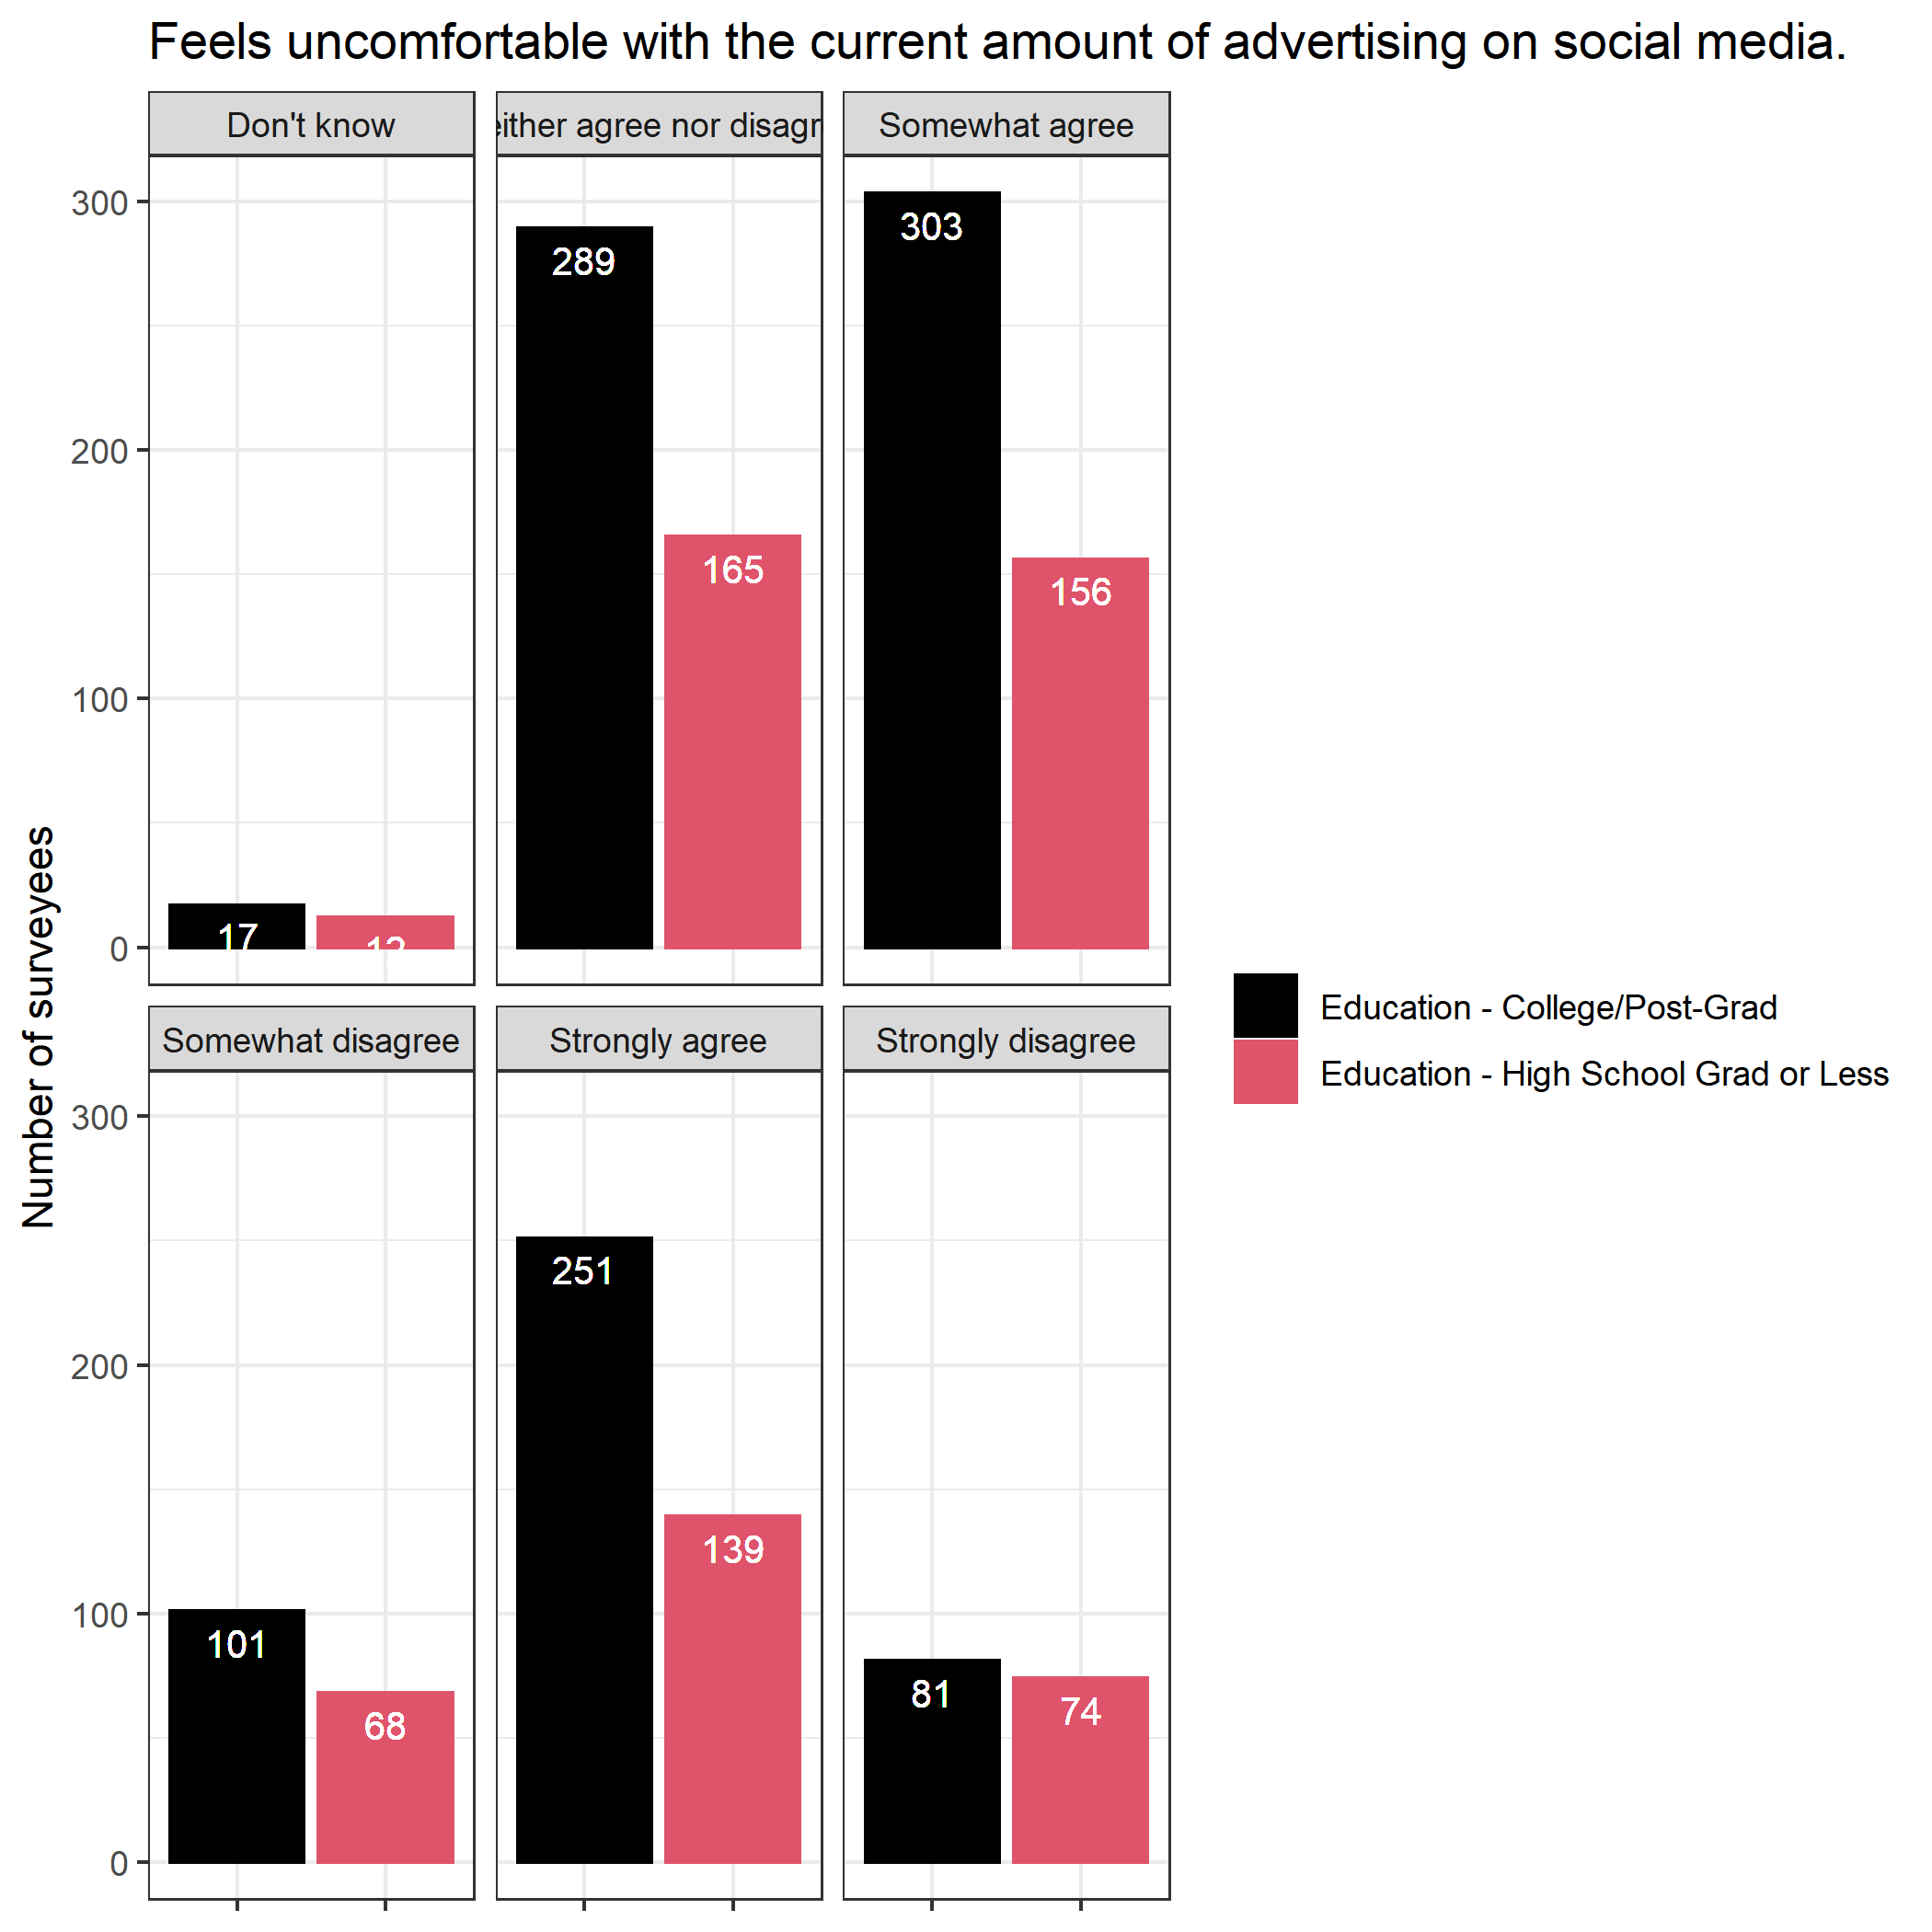 Feels uncomfortable with the current amount of advertising on social media.
Don't know
either agree nor disagr
Somewhat agree
300
200
100
0
17
12
289
165
303
156
Number of surveyees
Somewhat disagree
Strongly agree
Strongly disagree
300
200
100
0
101
68
251
139
81
74
Education - College/Post-Grad
Education - High School Grad or Less